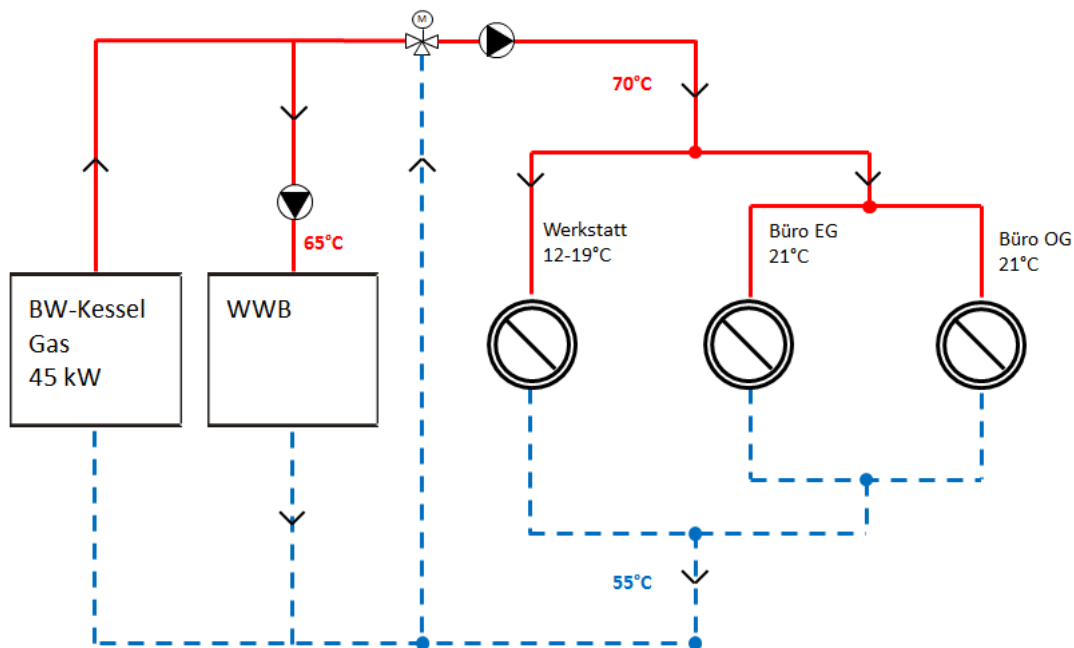 M
70°C
65°C
Werkstatt
12-19°C
Büro EG
21°C
Büro OG
21°C
BW-Kessel
Gas
45 kW
WWB
55°C